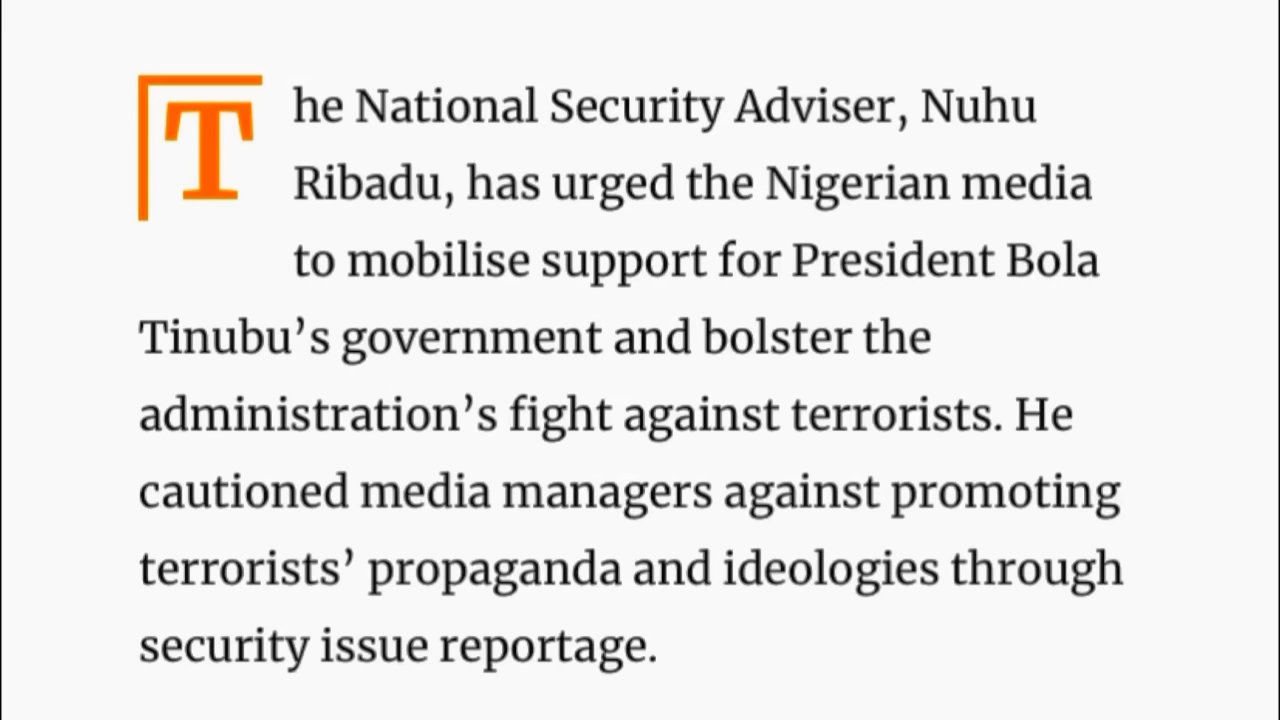 The National Security Adviser, Nuhu
Ribadu, has urged the Nigerian media
to mobilise support for President Bola
Tinubu’s government and bolster the
administration’s fight against terrorists. He
cautioned media managers against promoting
terrorists’ propaganda and ideologies through
security issue reportage.